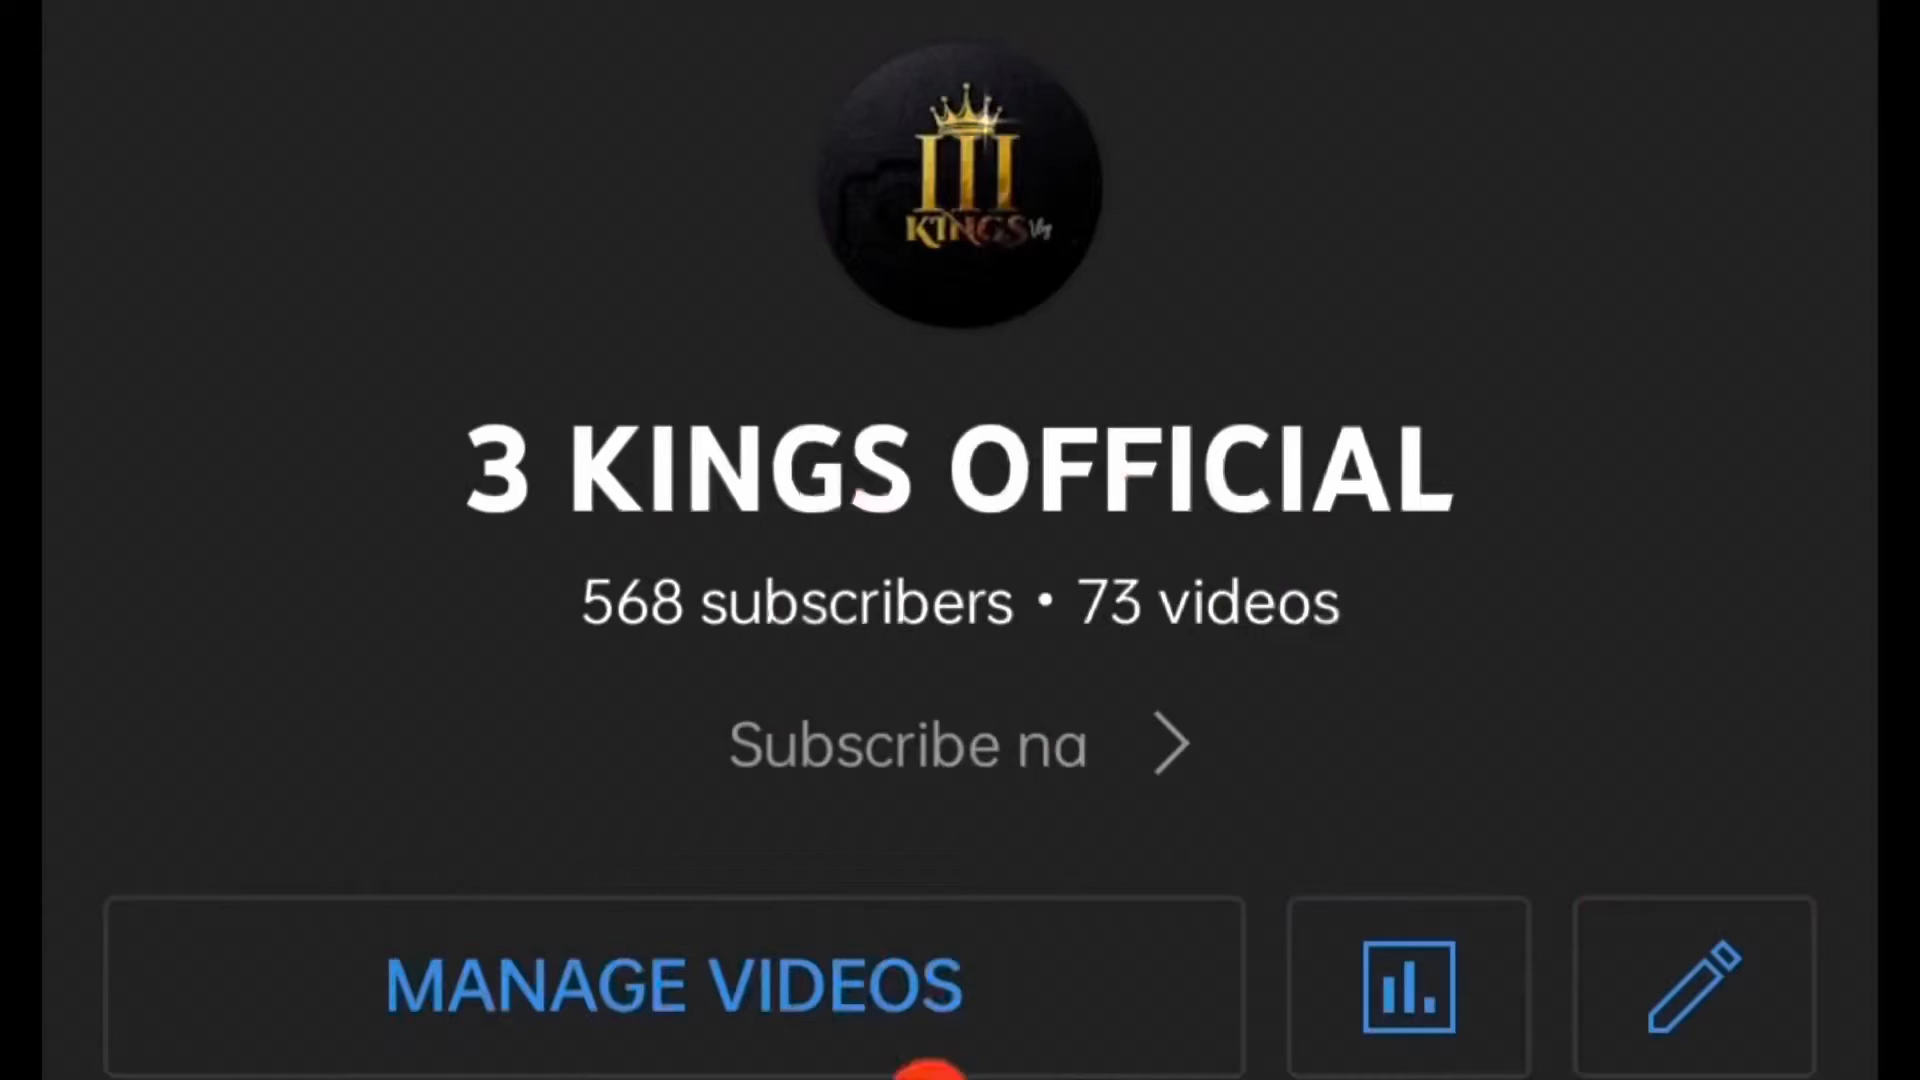 III
KINGS
3 KINGS OFFICIAL
568 subscribers • 73 videos
Subscribe na
MANAGE VIDEOS